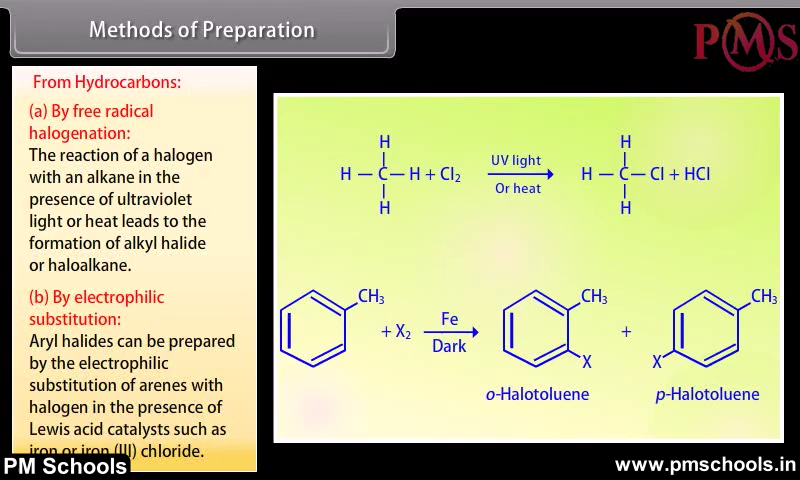 Methods of Preparation
PMS
From Hydrocarbons:
(a) By free radical
halogenation:
The reaction of a halogen
with an alkane in the
presence of ultraviolet
light or heat leads to the
formation of alkyl halide
or haloalkane.
(b) By electrophilic
substitution:
Aryl halides can be prepared
by the electrophilic
substitution of arenes with
halogen in the presence of
Lewis acid catalysts such as
iron or iron (III) chloride.
H H
H — C — H + Cl₂ UV light H — C — Cl + HCl
Or heat
H H
CH₃ CH₃ CH₃
+ X₂ Fe +
Dark
X X
o-Halotoluene p-Halotoluene
PM Schools
www.pmschools.in